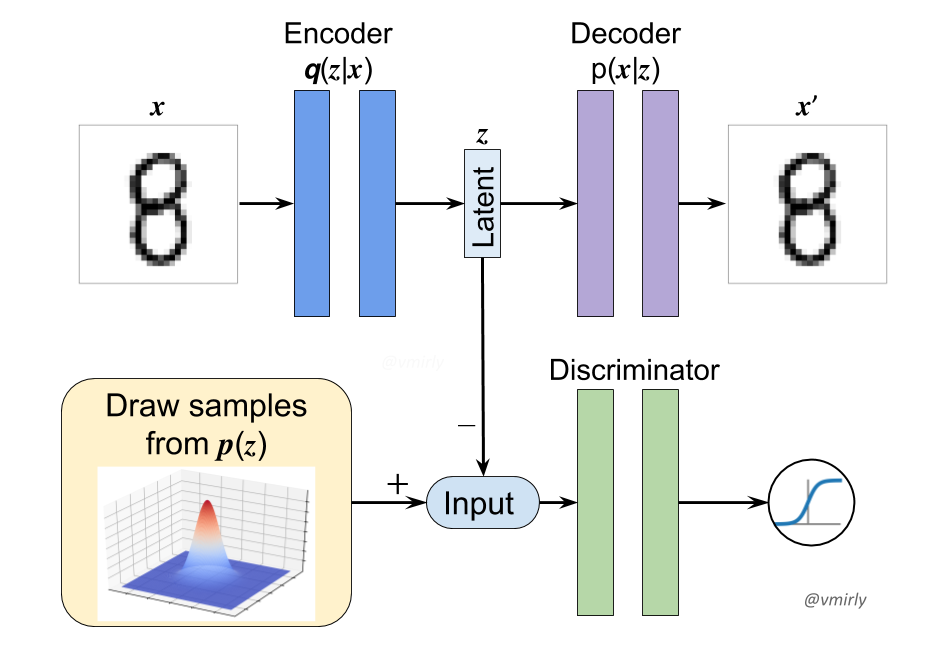 Encoder
q(z|x)
Decoder
p(x|z)
x
z
x′
Latent
@vmirly
Discriminator
Draw samples
from p(z)
−
+
Input
@vmirly